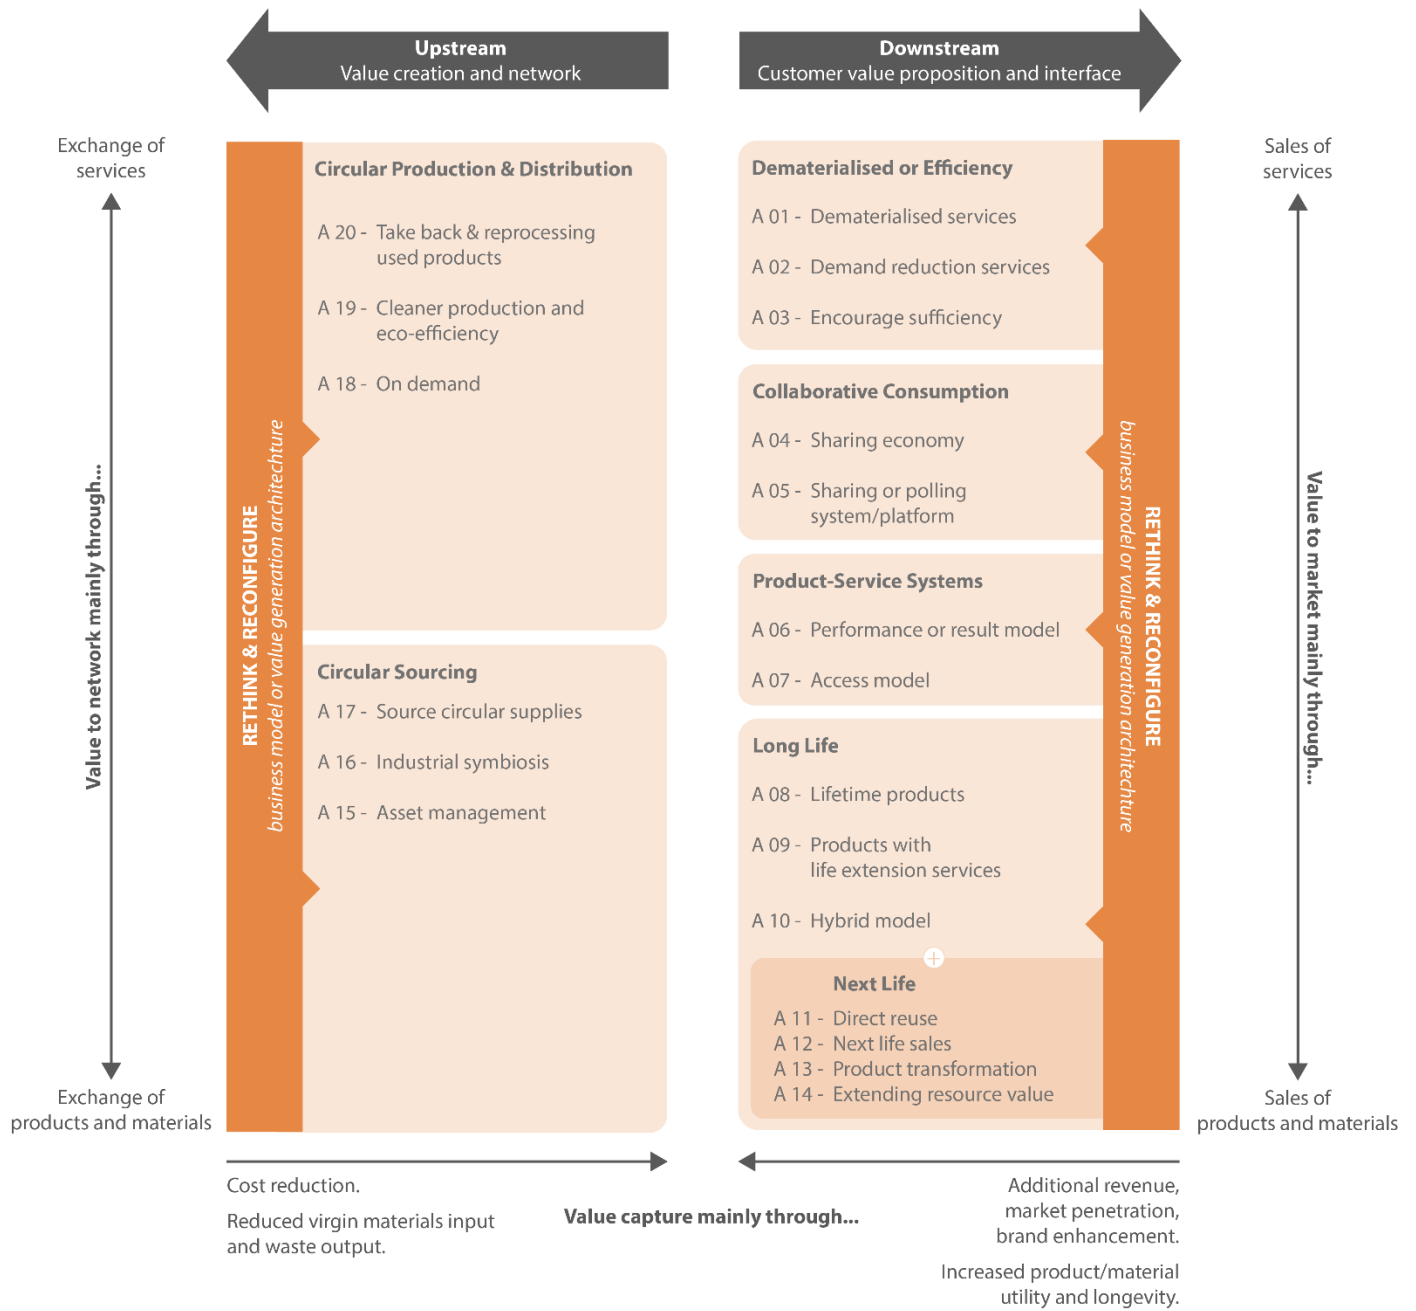 Upstream
Value creation and network
Downstream
Customer value proposition and interface
Exchange of
services
Value to network mainly through...
Exchange of
products and materials
RETHINK & RECONFIGURE
business model or value generation architechture
Circular Production & Distribution
A 20 - Take back & reprocessing
used products
A 19 - Cleaner production and
eco-efficiency
A 18 - On demand
Circular Sourcing
A 17 - Source circular supplies
A 16 - Industrial symbiosis
A 15 - Asset management
Dematerialised or Efficiency
A 01 - Dematerialised services
A 02 - Demand reduction services
A 03 - Encourage sufficiency
Collaborative Consumption
A 04 - Sharing economy
A 05 - Sharing or polling
system/platform
Product-Service Systems
A 06 - Performance or result model
A 07 - Access model
Long Life
A 08 - Lifetime products
A 09 - Products with
life extension services
A 10 - Hybrid model
+
Next Life
A 11 - Direct reuse
A 12 - Next life sales
A 13 - Product transformation
A 14 - Extending resource value
RETHINK & RECONFIGURE
business model or value generation architechture
Sales of
services
Value to market mainly through...
Sales of
products and materials
Cost reduction.
Reduced virgin materials input
and waste output.
Value capture mainly through...
Additional revenue,
market penetration,
brand enhancement.
Increased product/material
utility and longevity.